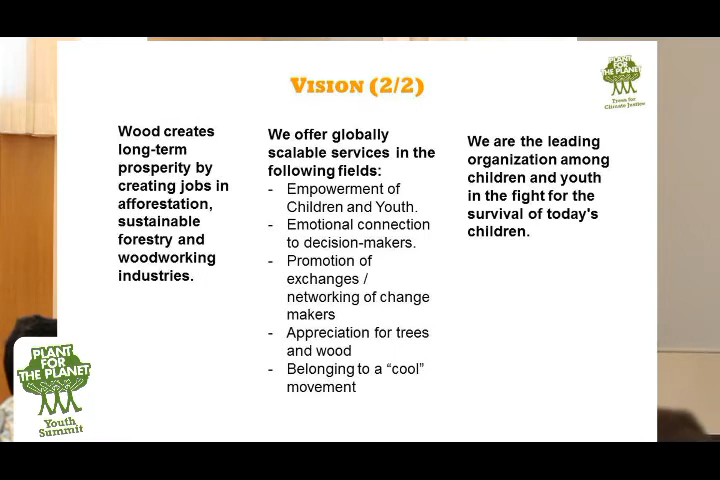 VISION (2/2)
PLANT
FOR
THE PLANET
Trees for
Climate Justice
Wood creates
long-term
prosperity by
creating jobs in
afforestation,
sustainable
forestry and
woodworking
industries.
We offer globally
scalable services in the
following fields:
- Empowerment of
Children and Youth.
- Emotional connection
to decision-makers.
- Promotion of
exchanges /
networking of change
makers
- Appreciation for trees
and wood
- Belonging to a “cool”
movement
We are the leading
organization among
children and youth
in the fight for the
survival of today's
children.
PLANT
FOR
THE PLANET
Youth
Summit